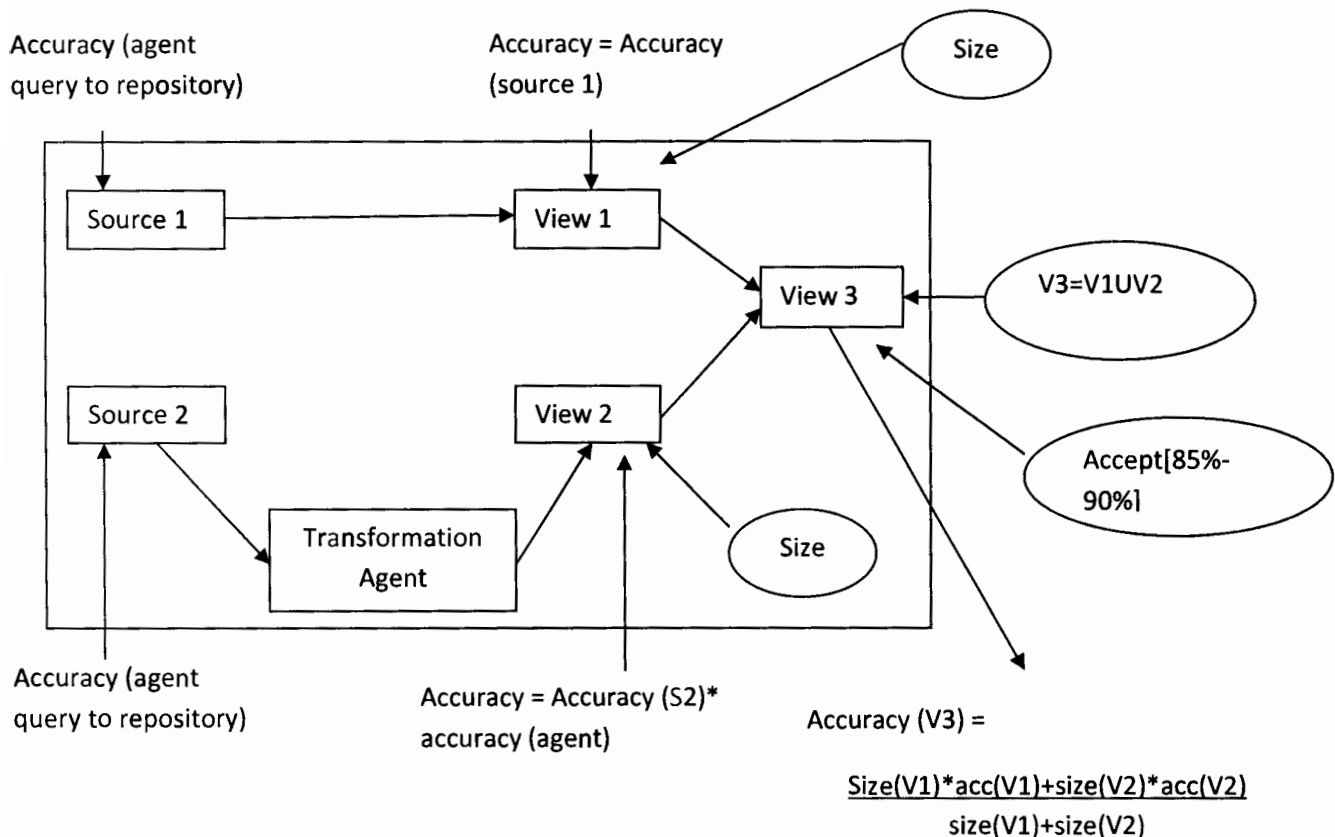 Accuracy (agent
query to repository)
Accuracy = Accuracy
(source 1)
Size
Source 1
View 1
View 3
V3=V1UV2
Source 2
View 2
Accept[85%-
90%]
Transformation
Agent
Size
Accuracy (agent
query to repository)
Accuracy = Accuracy (S2)*
accuracy (agent)
Accuracy (V3) =
Size(V1)*acc(V1)+size(V2)*acc(V2)
size(V1)+size(V2)